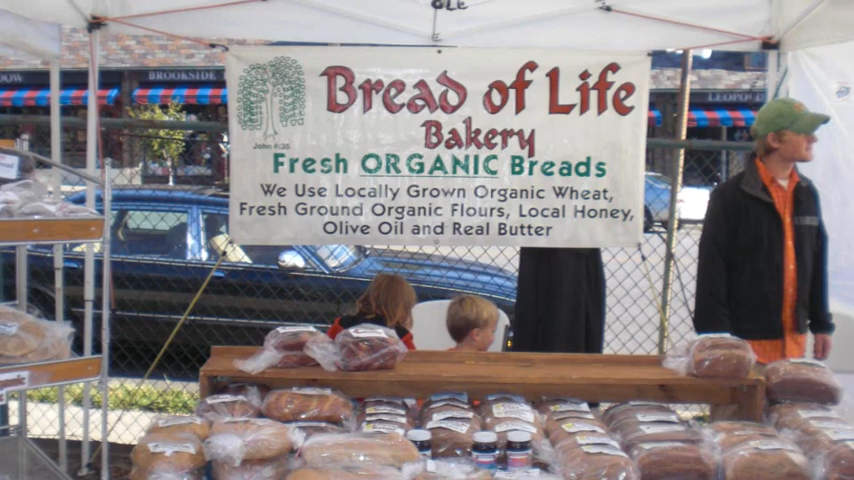 BROOKSIDE
LEOPOLD
Bread of Life
Bakery
John 6:35
Fresh ORGANIC Breads
We Use Locally Grown Organic Wheat,
Fresh Ground Organic Flours, Local Honey,
Olive Oil and Real Butter